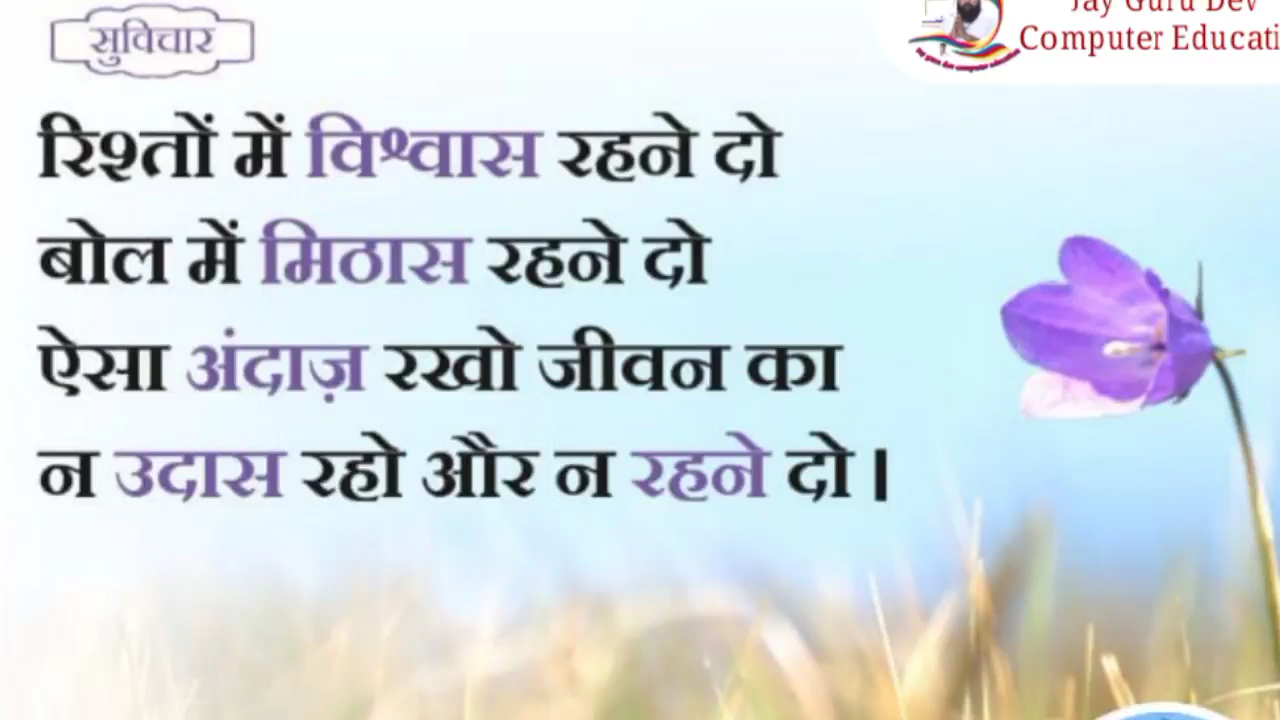 सुविचार
Jay Guru Dev
Computer Educati
रिश्तों में विश्वास रहने दो
बोल में मिठास रहने दो
ऐसा अंदाज़ रखो जीवन का
न उदास रहो और न रहने दो।